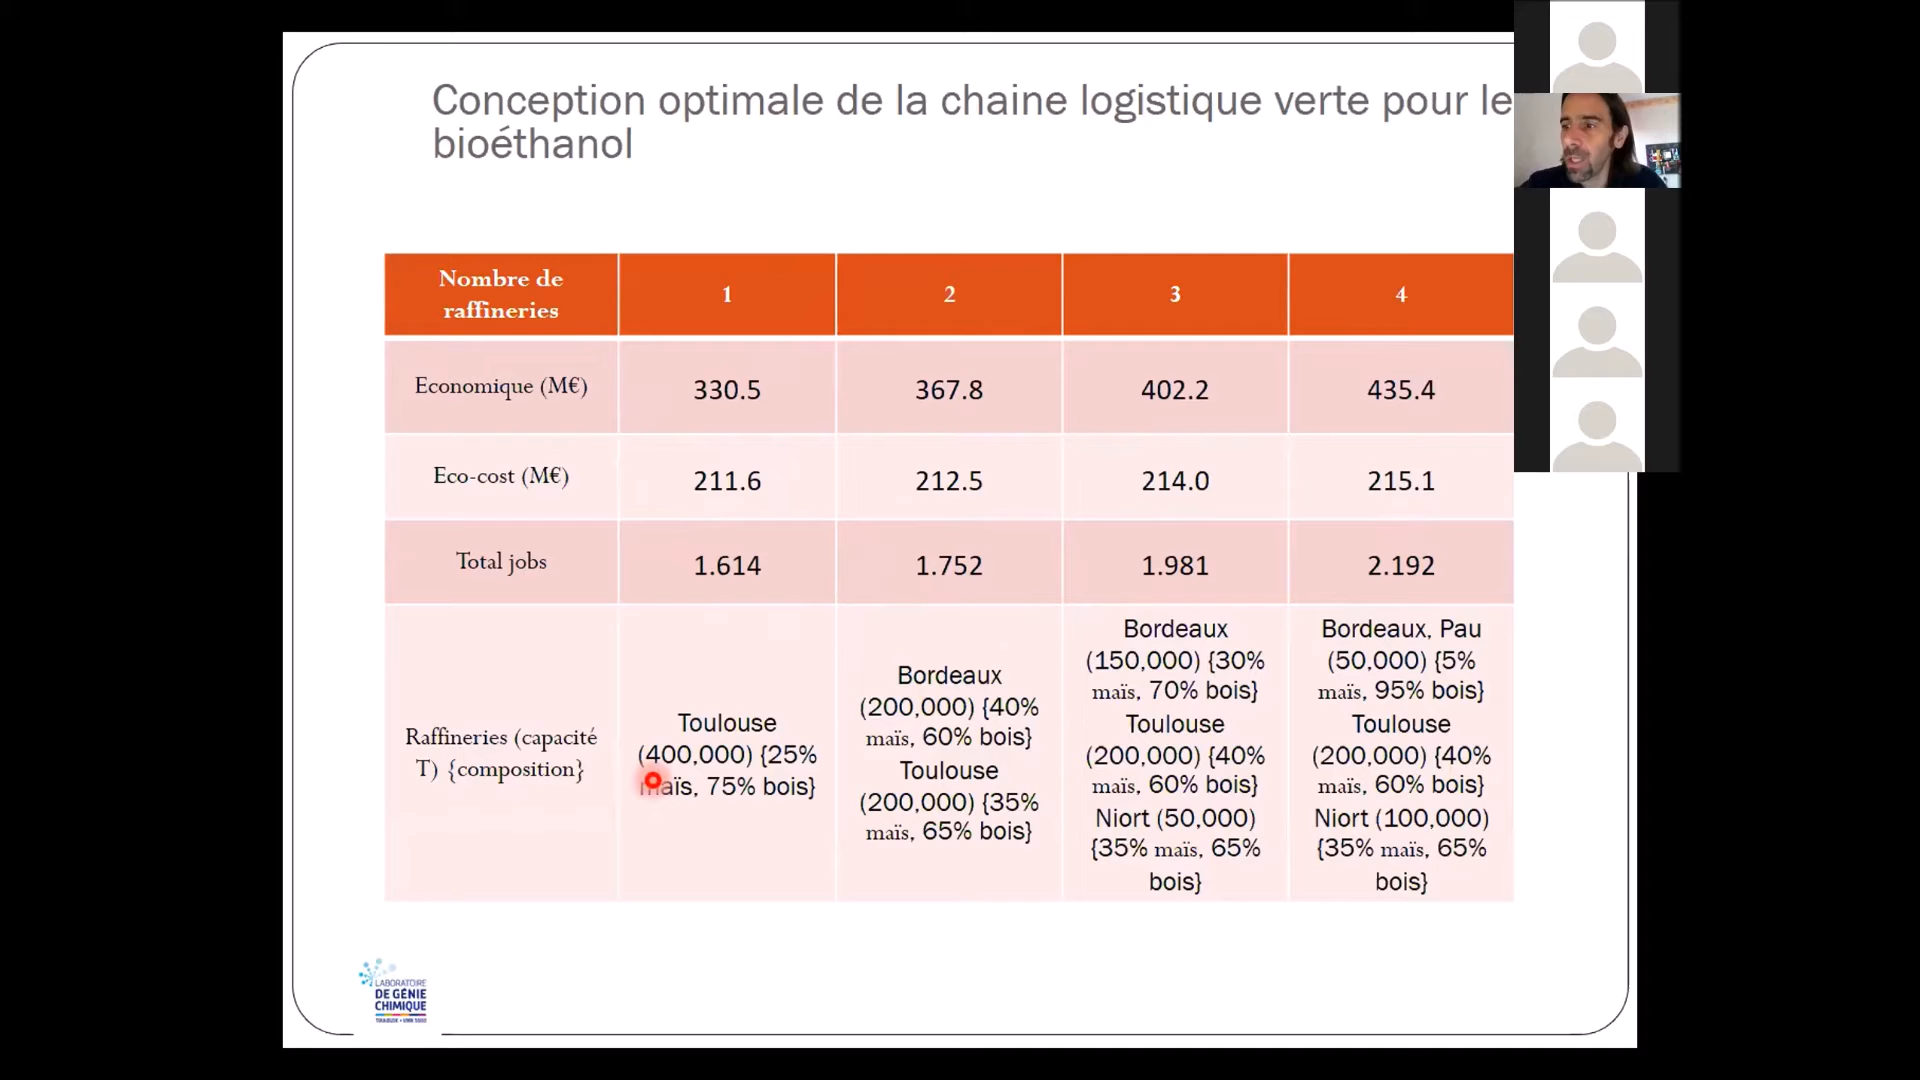 Conception optimale de la chaine logistique verte pour le
bioéthanol
Nombre de
raffineries
1
2
3
4
Economique (M€)
330.5
367.8
402.2
435.4
Eco-cost (M€)
211.6
212.5
214.0
215.1
Total jobs
1.614
1.752
1.981
2.192
Raffineries (capacité
T) {composition}
Toulouse
(400,000) {25%
maïs, 75% bois}
Bordeaux
(200,000) {40%
maïs, 60% bois}
Toulouse
(200,000) {35%
maïs, 65% bois}
Bordeaux
(150,000) {30%
maïs, 70% bois}
Toulouse
(200,000) {40%
maïs, 60% bois}
Niort (50,000)
{35% maïs, 65%
bois}
Bordeaux, Pau
(50,000) {5%
maïs, 95% bois}
Toulouse
(200,000) {40%
maïs, 60% bois}
Niort (100,000)
{35% maïs, 65%
bois}
LABORATOIRE
DE GÉNIE
CHIMIQUE
TOULOUSE • UMR 5503